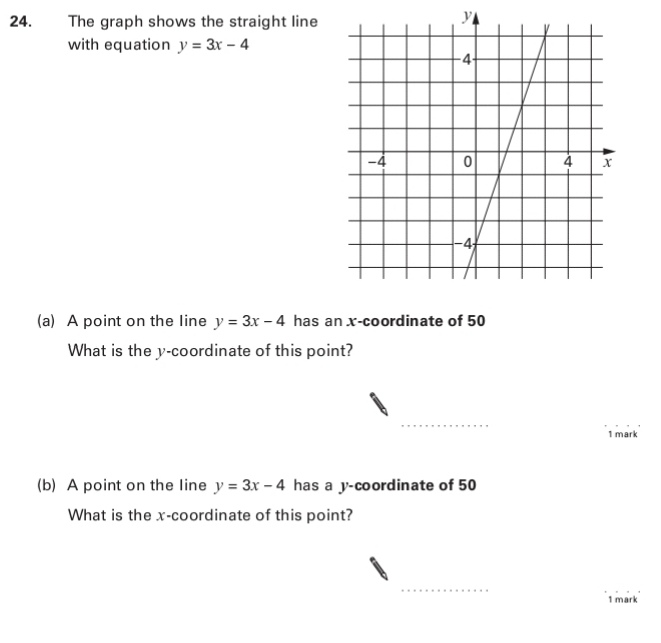 24. The graph shows the straight line
with equation y = 3x – 4
y
4
–4 0 4 x
–4
(a) A point on the line y = 3x – 4 has an x-coordinate of 50
What is the y-coordinate of this point?
...............
1 mark
(b) A point on the line y = 3x – 4 has a y-coordinate of 50
What is the x-coordinate of this point?
...............
1 mark